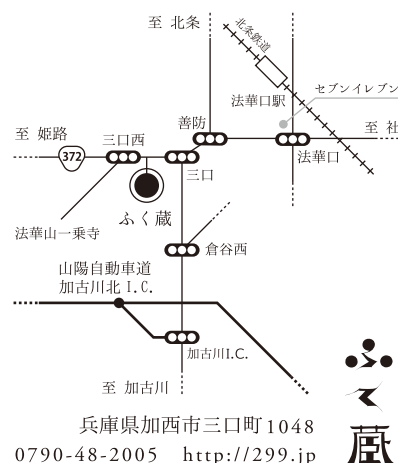 至 北条
北条鉄道
セブンイレブン
法華口駅
善防
至 姫路
三口西
至 社
372
三口
法華口
ふく蔵
法華山一乗寺
倉谷西
山陽自動車道
加古川北 I.C.
加古川I.C.
至 加古川
ふく蔵
兵庫県加西市三口町1048
0790-48-2005 http://299.jp